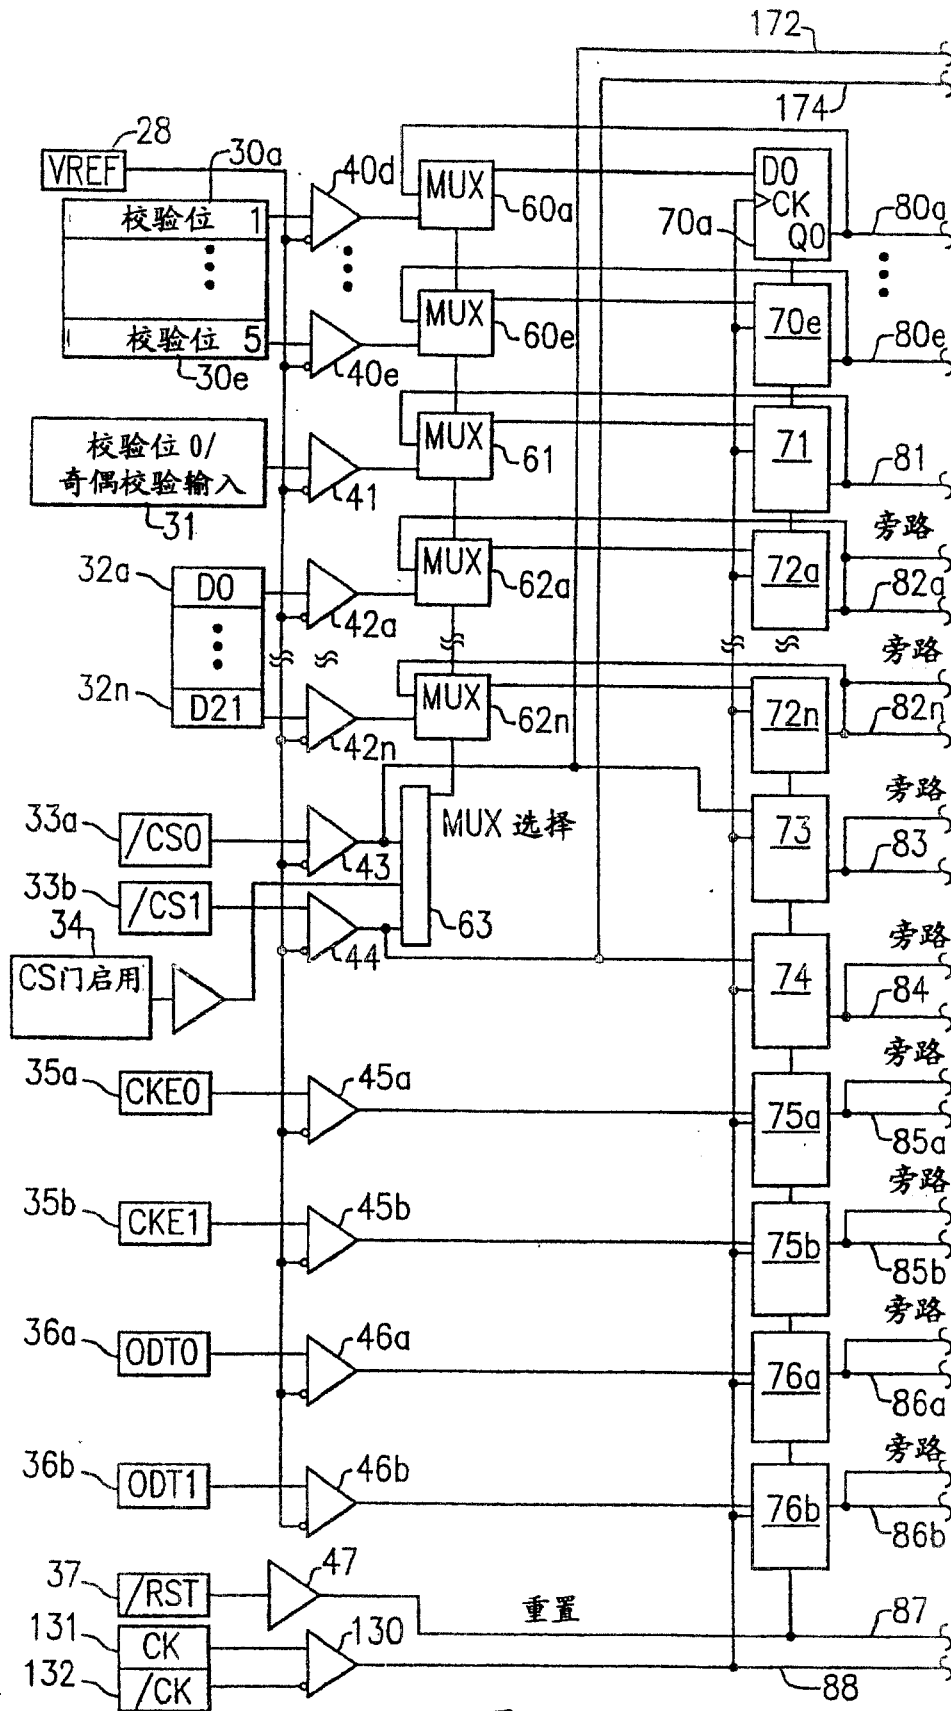 172
174
28
VREF
30a
校验位 1
40d
MUX
60a
D0
CK
Q0
70a
80a
校验位 5
30e
40e
MUX
60e
70e
80e
校验位 0/
奇偶校验输入
31
41
MUX
61
71
81
旁路
32a
D0
42a
MUX
62a
72a
82a
旁路
32n
D21
42n
MUX
62n
72n
82n
旁路
33a
/CS0
43
MUX 选择
73
83
33b
/CS1
44
63
旁路
34
CS门启用
74
84
旁路
35a
CKE0
45a
75a
85a
旁路
35b
CKE1
45b
75b
85b
旁路
36a
ODT0
46a
76a
86a
旁路
36b
ODT1
46b
76b
86b
37
/RST
47
重置
87
131
CK
130
132
/CK
88